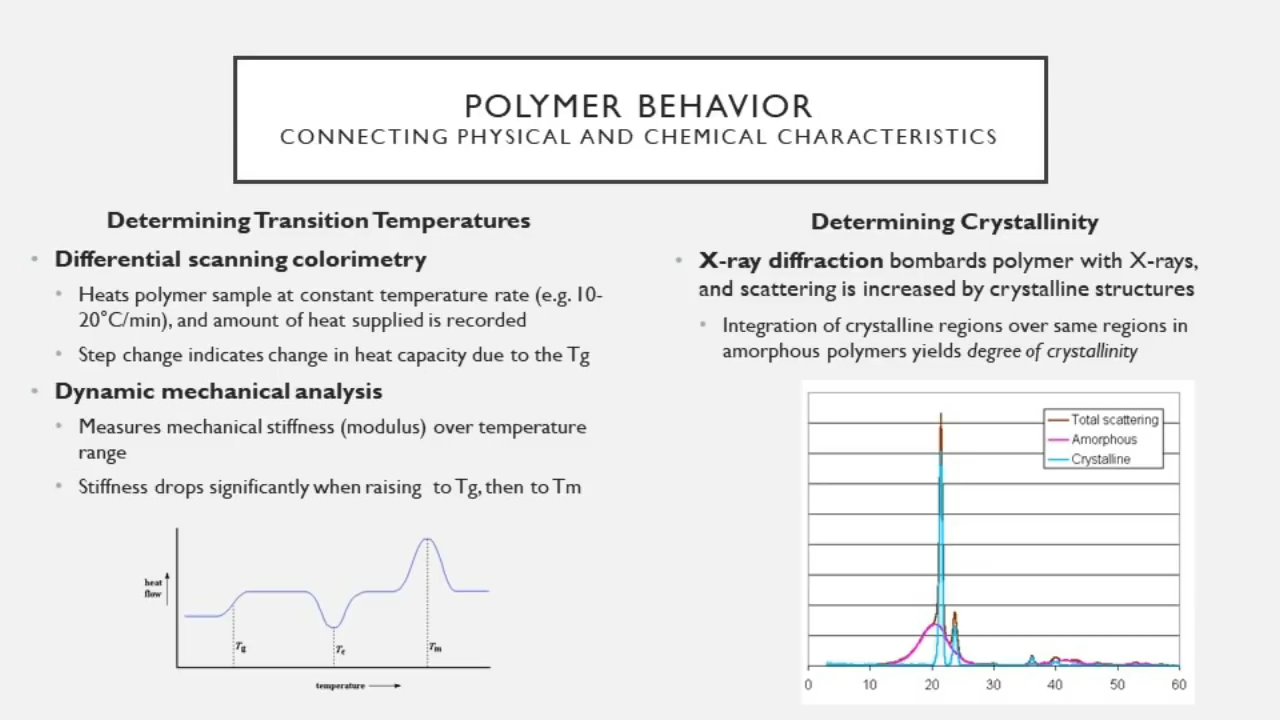 POLYMER BEHAVIOR
CONNECTING PHYSICAL AND CHEMICAL CHARACTERISTICS
Determining Transition Temperatures
• Differential scanning colorimetry
• Heats polymer sample at constant temperature rate (e.g. 10-
20°C/min), and amount of heat supplied is recorded
• Step change indicates change in heat capacity due to the Tg
• Dynamic mechanical analysis
• Measures mechanical stiffness (modulus) over temperature
range
• Stiffness drops significantly when raising to Tg, then to Tm
heat
flow
Tg
Tc
Tm
temperature
Determining Crystallinity
• X-ray diffraction bombards polymer with X-rays,
and scattering is increased by crystalline structures
• Integration of crystalline regions over same regions in
amorphous polymers yields degree of crystallinity
Total scattering
Amorphous
Crystalline
0 10 20 30 40 50 60